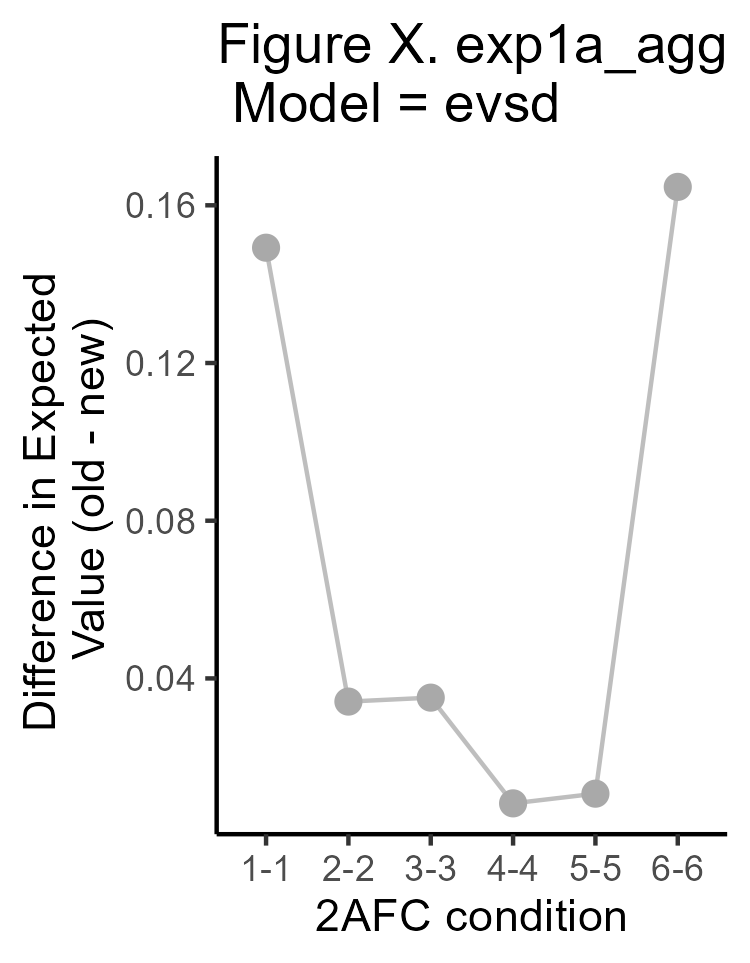 Figure X. exp1a_agg
Model = evsd
Difference in Expected
Value (old - new)
0.16
0.12
0.08
0.04
1-1 2-2 3-3 4-4 5-5 6-6
2AFC condition